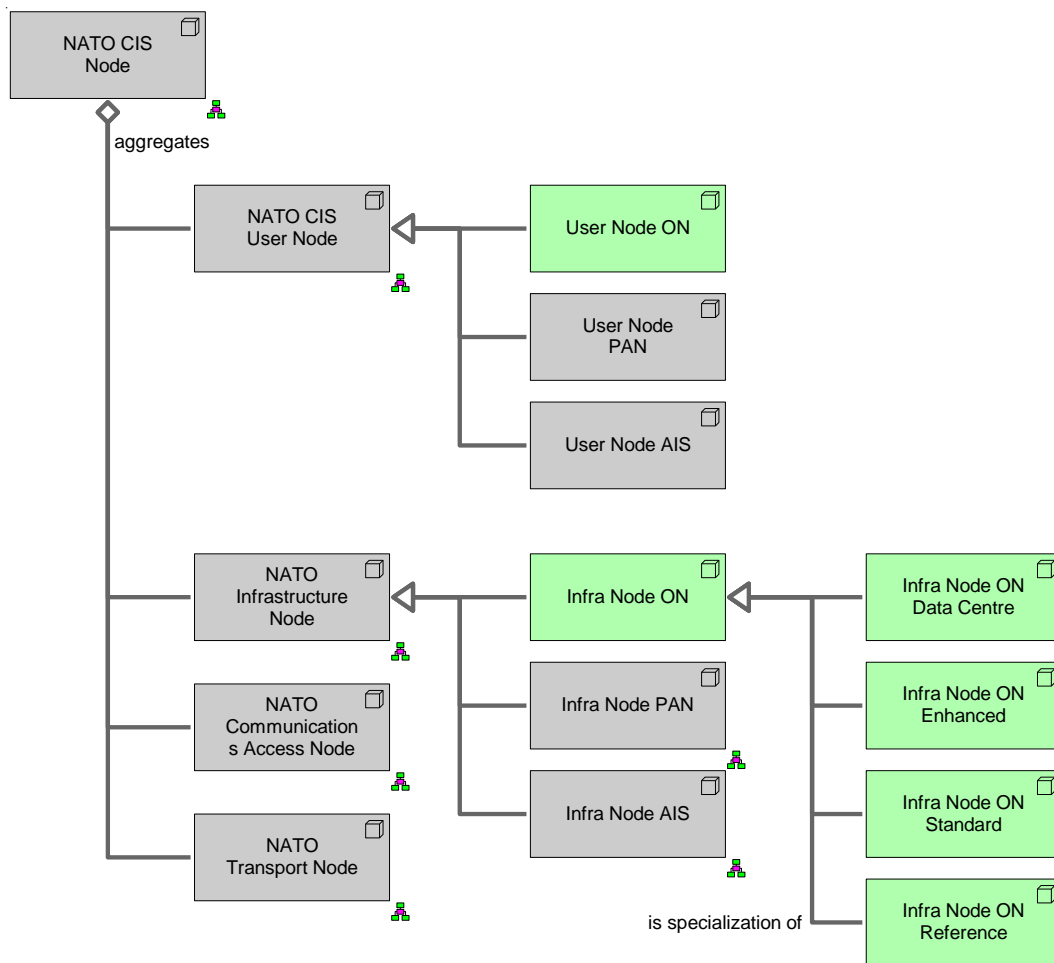 NATO CIS
Node
aggregates
NATO CIS
User Node
User Node ON
User Node
PAN
User Node AIS
NATO
Infrastructure
Node
Infra Node ON
Infra Node ON
Data Centre
NATO
Communication
s Access Node
Infra Node PAN
Infra Node ON
Enhanced
NATO
Transport Node
Infra Node AIS
Infra Node ON
Standard
is specialization of
Infra Node ON
Reference